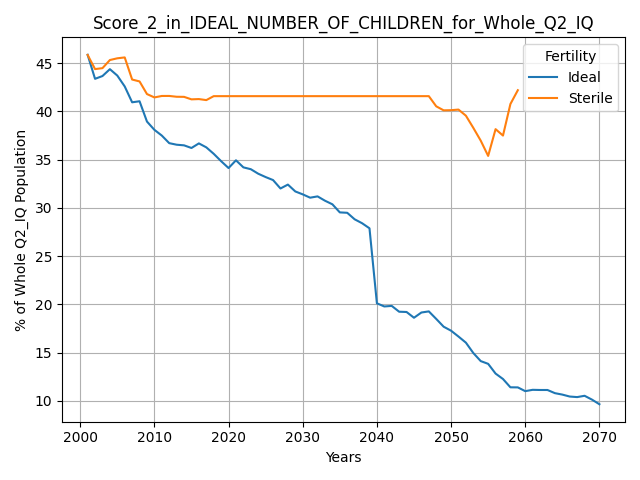 Score_2_in_IDEAL_NUMBER_OF_CHILDREN_for_Whole_Q2_IQ
Fertility
Ideal
Sterile
% of Whole Q2_IQ Population
45
40
35
30
25
20
15
10
2000 2010 2020 2030 2040 2050 2060 2070
Years